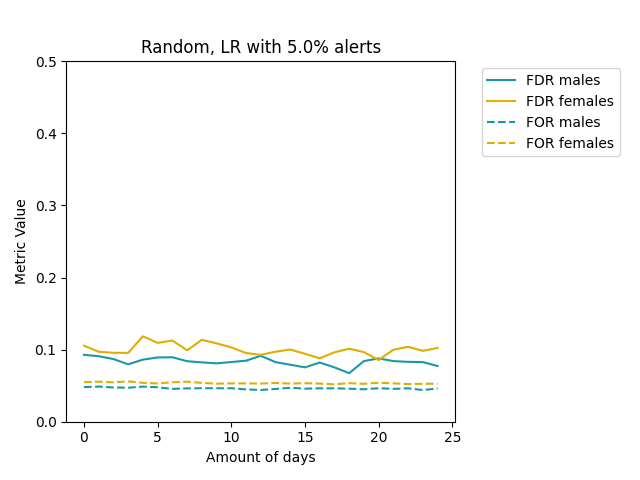 Random, LR with 5.0% alerts
0.5
0.4
0.3
0.2
0.1
0.0
Metric Value
0
5
10
15
20
25
Amount of days
FDR males
FDR females
FOR males
FOR females